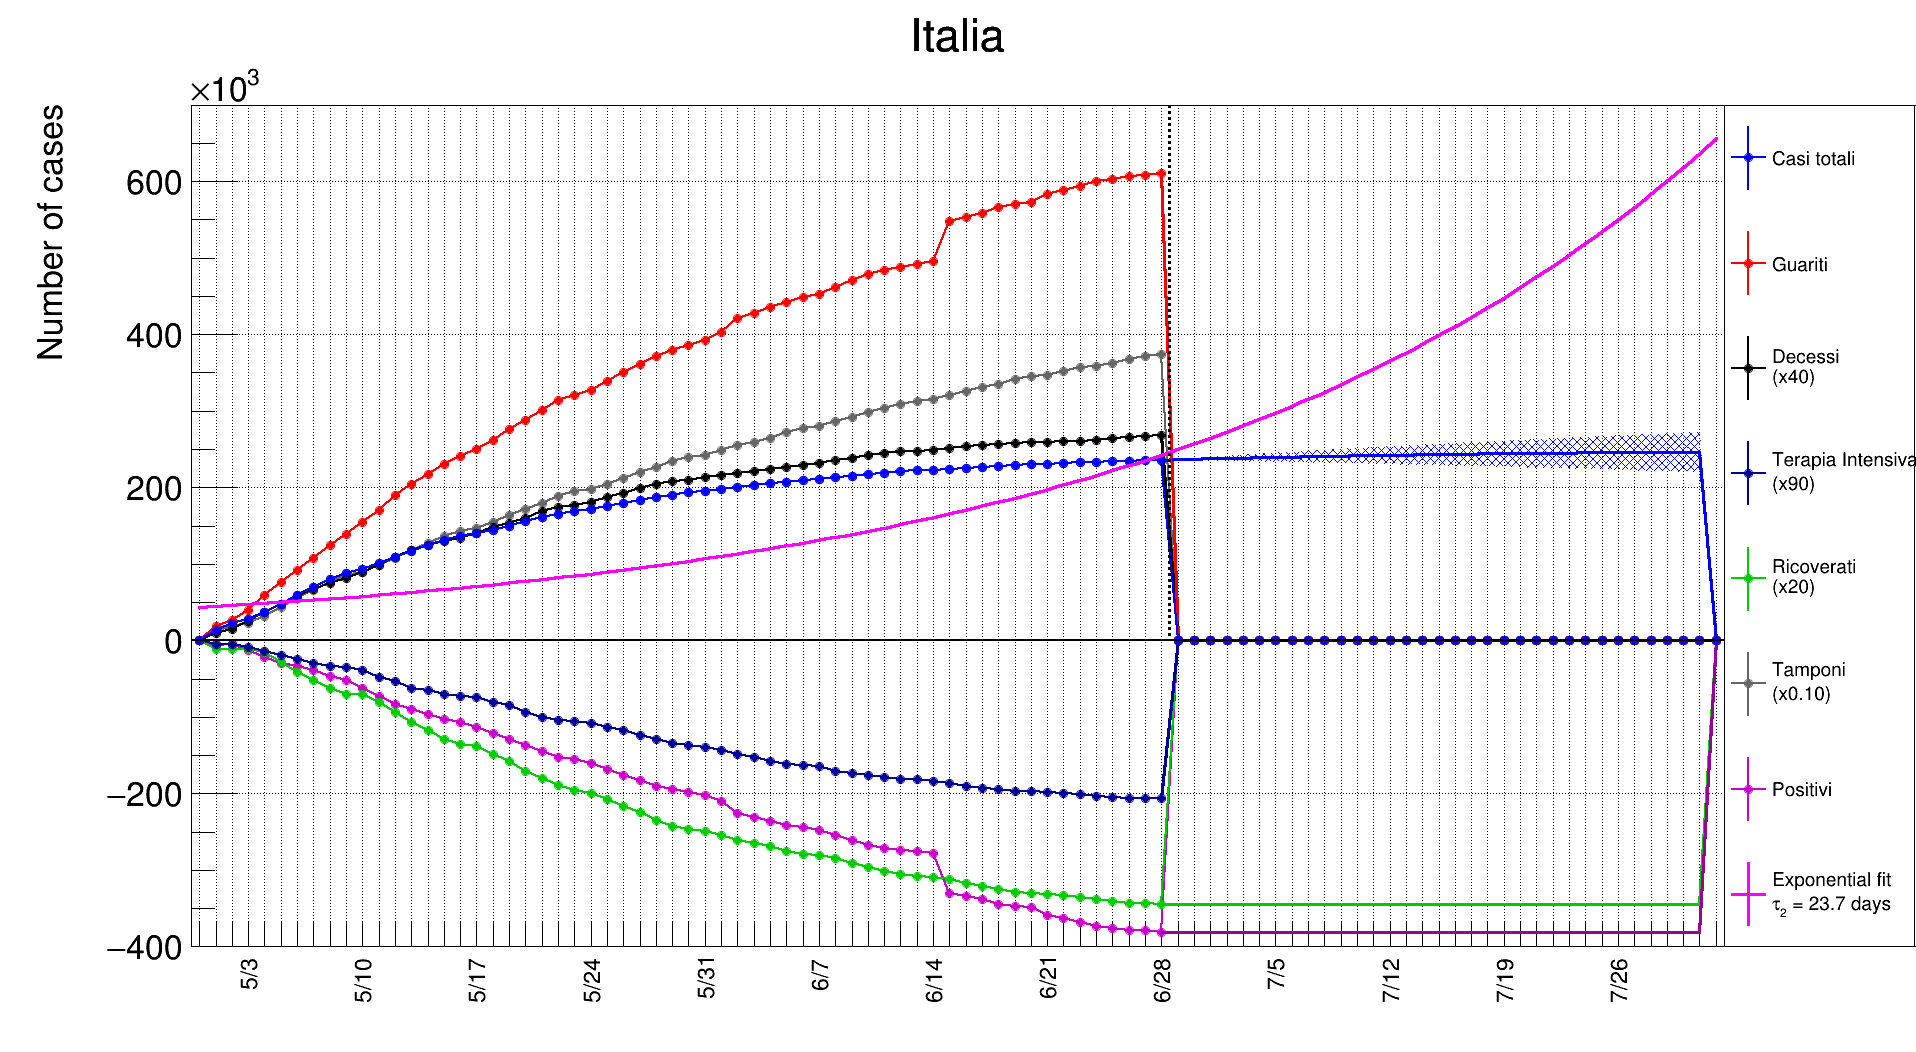 Italia
×10³
Number of cases
600
400
200
0
−200
−400
5/3
5/10
5/17
5/24
5/31
6/7
6/14
6/21
6/28
7/5
7/12
7/19
7/26
Casi totali
Guariti
Decessi
(x40)
Terapia Intensiva
(x90)
Ricoverati
(x20)
Tamponi
(x0.10)
Positivi
Exponential fit
τ₂ = 23.7 days